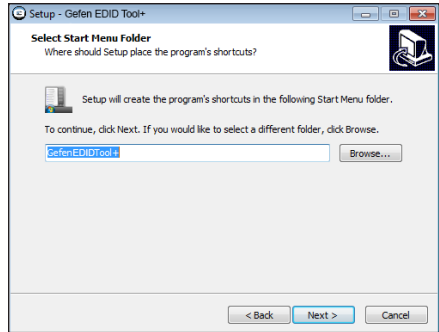 Setup - Gefen EDID Tool+
Select Start Menu Folder
Where should Setup place the program's shortcuts?
Setup will create the program's shortcuts in the following Start Menu folder.
To continue, click Next. If you would like to select a different folder, click Browse.
GefenEDIDTool+
Browse...
< Back
Next >
Cancel